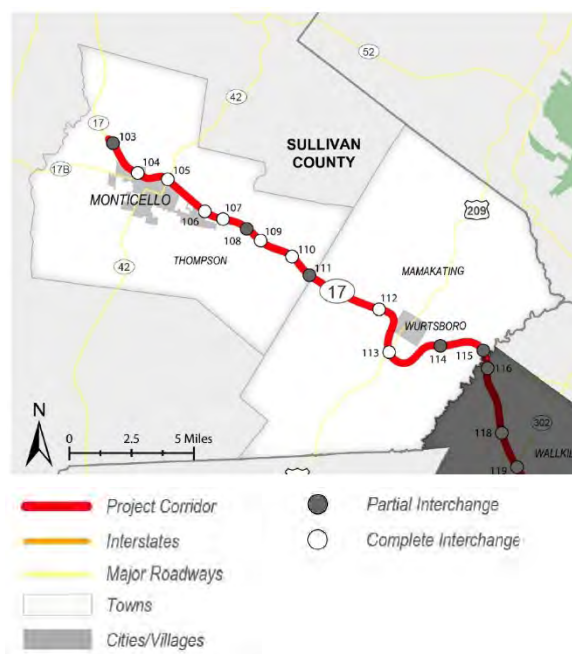 52
17
103
42
SULLIVAN
COUNTY
17B
104
105
MONTICELLO
209
106
107
108
109
THOMPSON
110
MAMAKATING
42
111
17
112
WURTSBORO
113
114
115
116
302
118
WALLKIL
119
N
0 2.5 5 Miles
Project Corridor
Partial Interchange
Interstates
Complete Interchange
Major Roadways
Towns
Cities/Villages